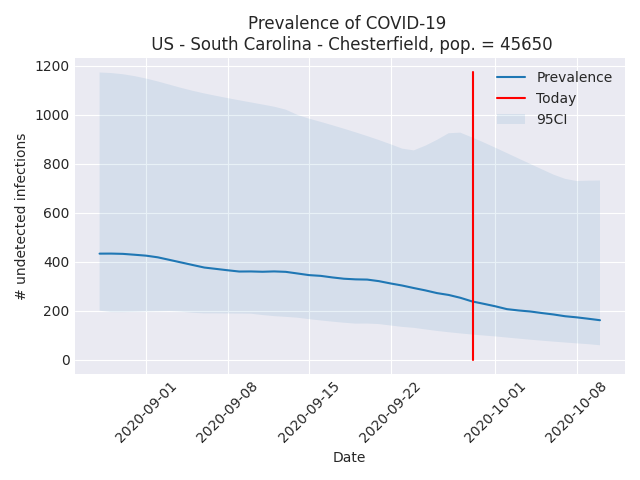 Prevalence of COVID-19
US - South Carolina - Chesterfield, pop. = 45650
1200
1000
800
600
400
200
0
# undetected infections
Prevalence
Today
95CI
2020-09-01
2020-09-08
2020-09-15
2020-09-22
2020-10-01
2020-10-08
Date